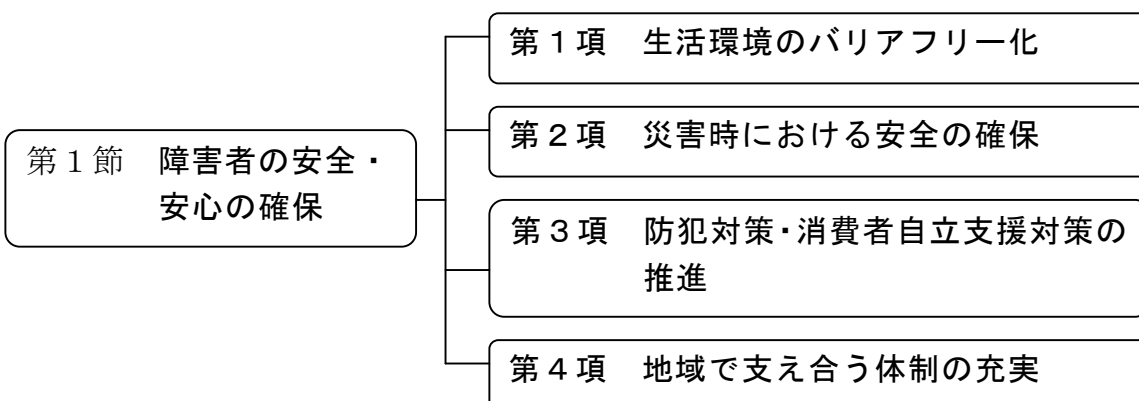 第１節　障害者の安全・
安心の確保
第１項　生活環境のバリアフリー化
第２項　災害時における安全の確保
第３項　防犯対策・消費者自立支援対策の
推進
第４項　地域で支え合う体制の充実